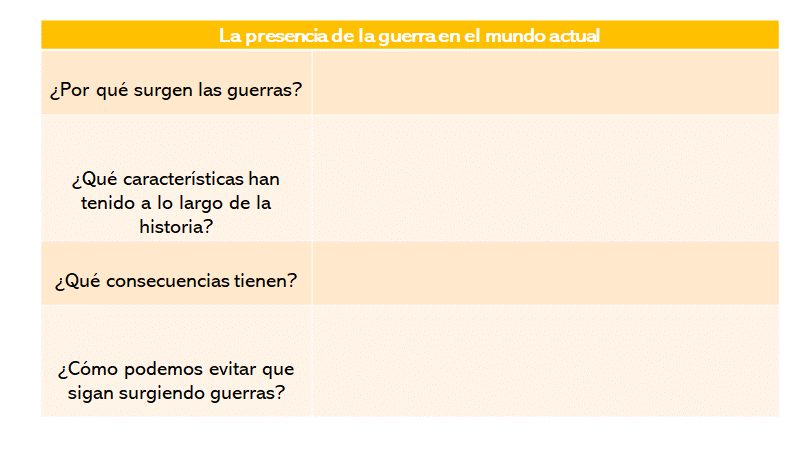 La presencia de la guerra en el mundo actual
¿Por qué surgen las guerras?
¿Qué características han
tenido a lo largo de la
historia?
¿Qué consecuencias tienen?
¿Cómo podemos evitar que
sigan surgiendo guerras?